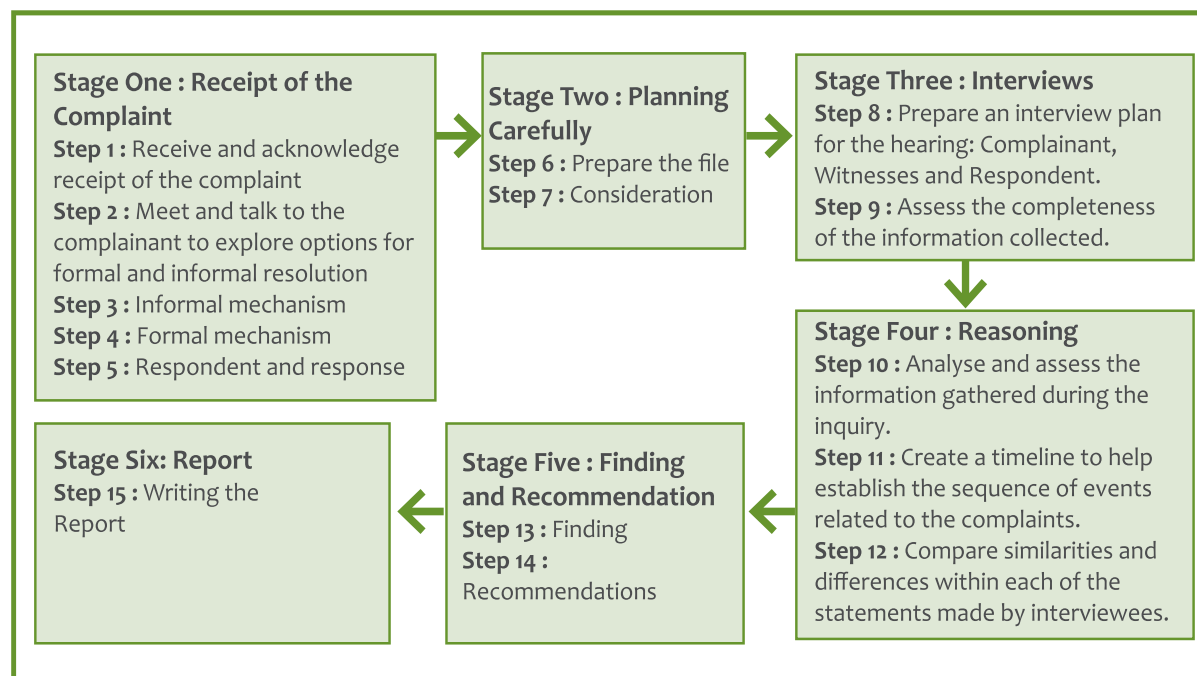 Stage One : Receipt of the
Complaint
Step 1 : Receive and acknowledge
receipt of the complaint
Step 2 : Meet and talk to the
complainant to explore options for
formal and informal resolution
Step 3 : Informal mechanism
Step 4 : Formal mechanism
Step 5 : Respondent and response
Stage Two : Planning
Carefully
Step 6 : Prepare the file
Step 7 : Consideration
Stage Three : Interviews
Step 8 : Prepare an interview plan
for the hearing: Complainant,
Witnesses and Respondent.
Step 9 : Assess the completeness
of the information collected.
Stage Four : Reasoning
Step 10 : Analyse and assess the
information gathered during the
inquiry.
Step 11 : Create a timeline to help
establish the sequence of events
related to the complaints.
Step 12 : Compare similarities and
differences within each of the
statements made by interviewees.
Stage Five : Finding
and Recommendation
Step 13 : Finding
Step 14 :
Recommendations
Stage Six: Report
Step 15 : Writing the
Report